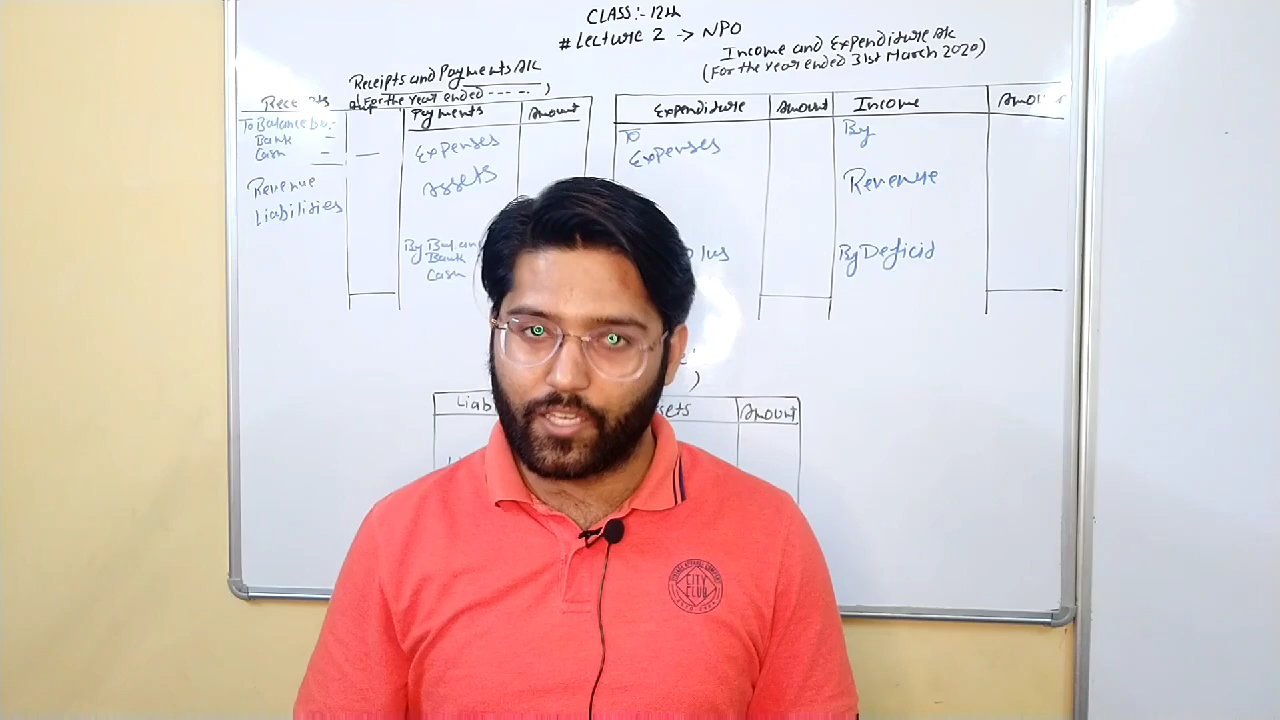 CLASS:- 12th
# Lecture 2 -> NPO
Receipts and Payments A/c
(For the year ended -----)
Payments
Amount
To Balance b/d:-
Bank -
Cash -
Revenue
Liabilities
Expenses
Assets
By
Bank
Cash
Income and Expenditure A/c
(For the year ended 31st March 2020)
Expenditure
Amount
Income
To
Expenses
By
Revenue
By Deficit
)
Amount
CITY
CLUB